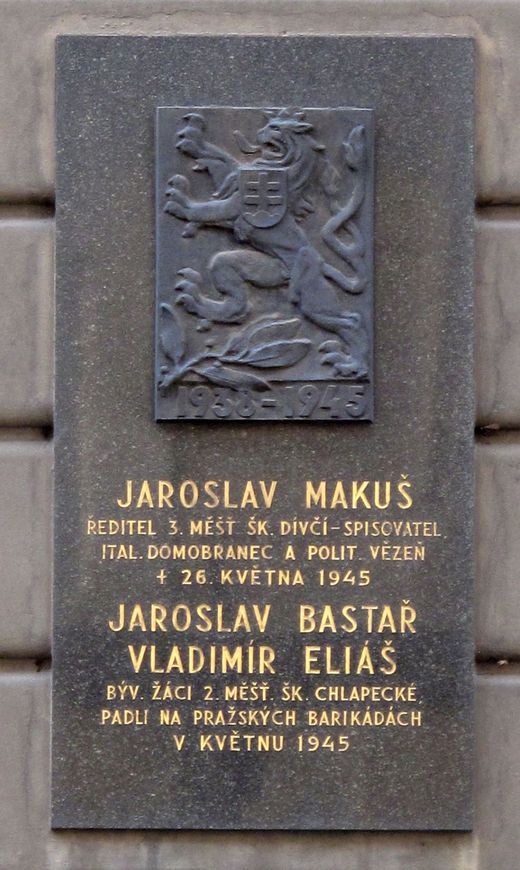 1938-1945
JAROSLAV MAKUŠ
ŘEDITEL 3. MĚŠŤ ŠK. DÍVČÍ-SPISOVATEL,
ITAL. DOMOBRANEC A POLIT. VĚZEŇ
+ 26. KVĚTNA 1945
JAROSLAV BASTAŘ
VLADIMÍR ELIÁŠ
BÝV. ŽÁCI 2. MĚŠŤ. ŠK. CHLAPECKÉ,
PADLI NA PRAŽSKÝCH BARIKÁDÁCH
V KVĚTNU 1945